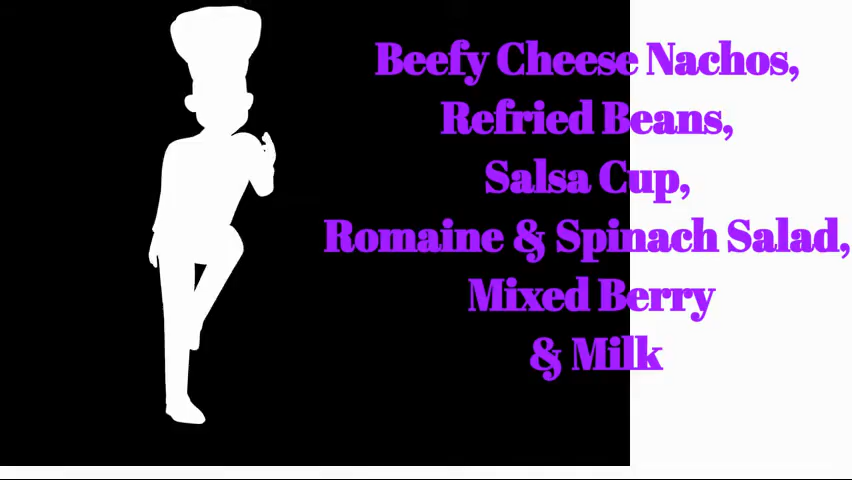 Beefy Cheese Nachos,
Refried Beans,
Salsa Cup,
Romaine & Spinach Salad,
Mixed Berry
& Milk